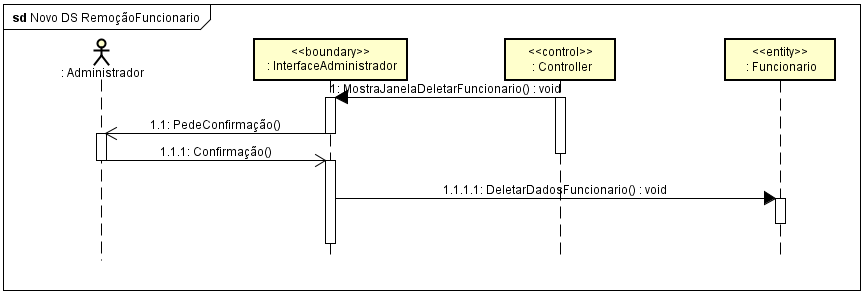 sd Novo DS RemoçãoFuncionario
<<boundary>>
: InterfaceAdministrador
<<control>>
: Controller
<<entity>>
: Funcionario
: Administrador
1: MostraJanelaDeletarFuncionario() : void
1.1: PedeConfirmação()
1.1.1: Confirmação()
1.1.1.1: DeletarDadosFuncionario() : void